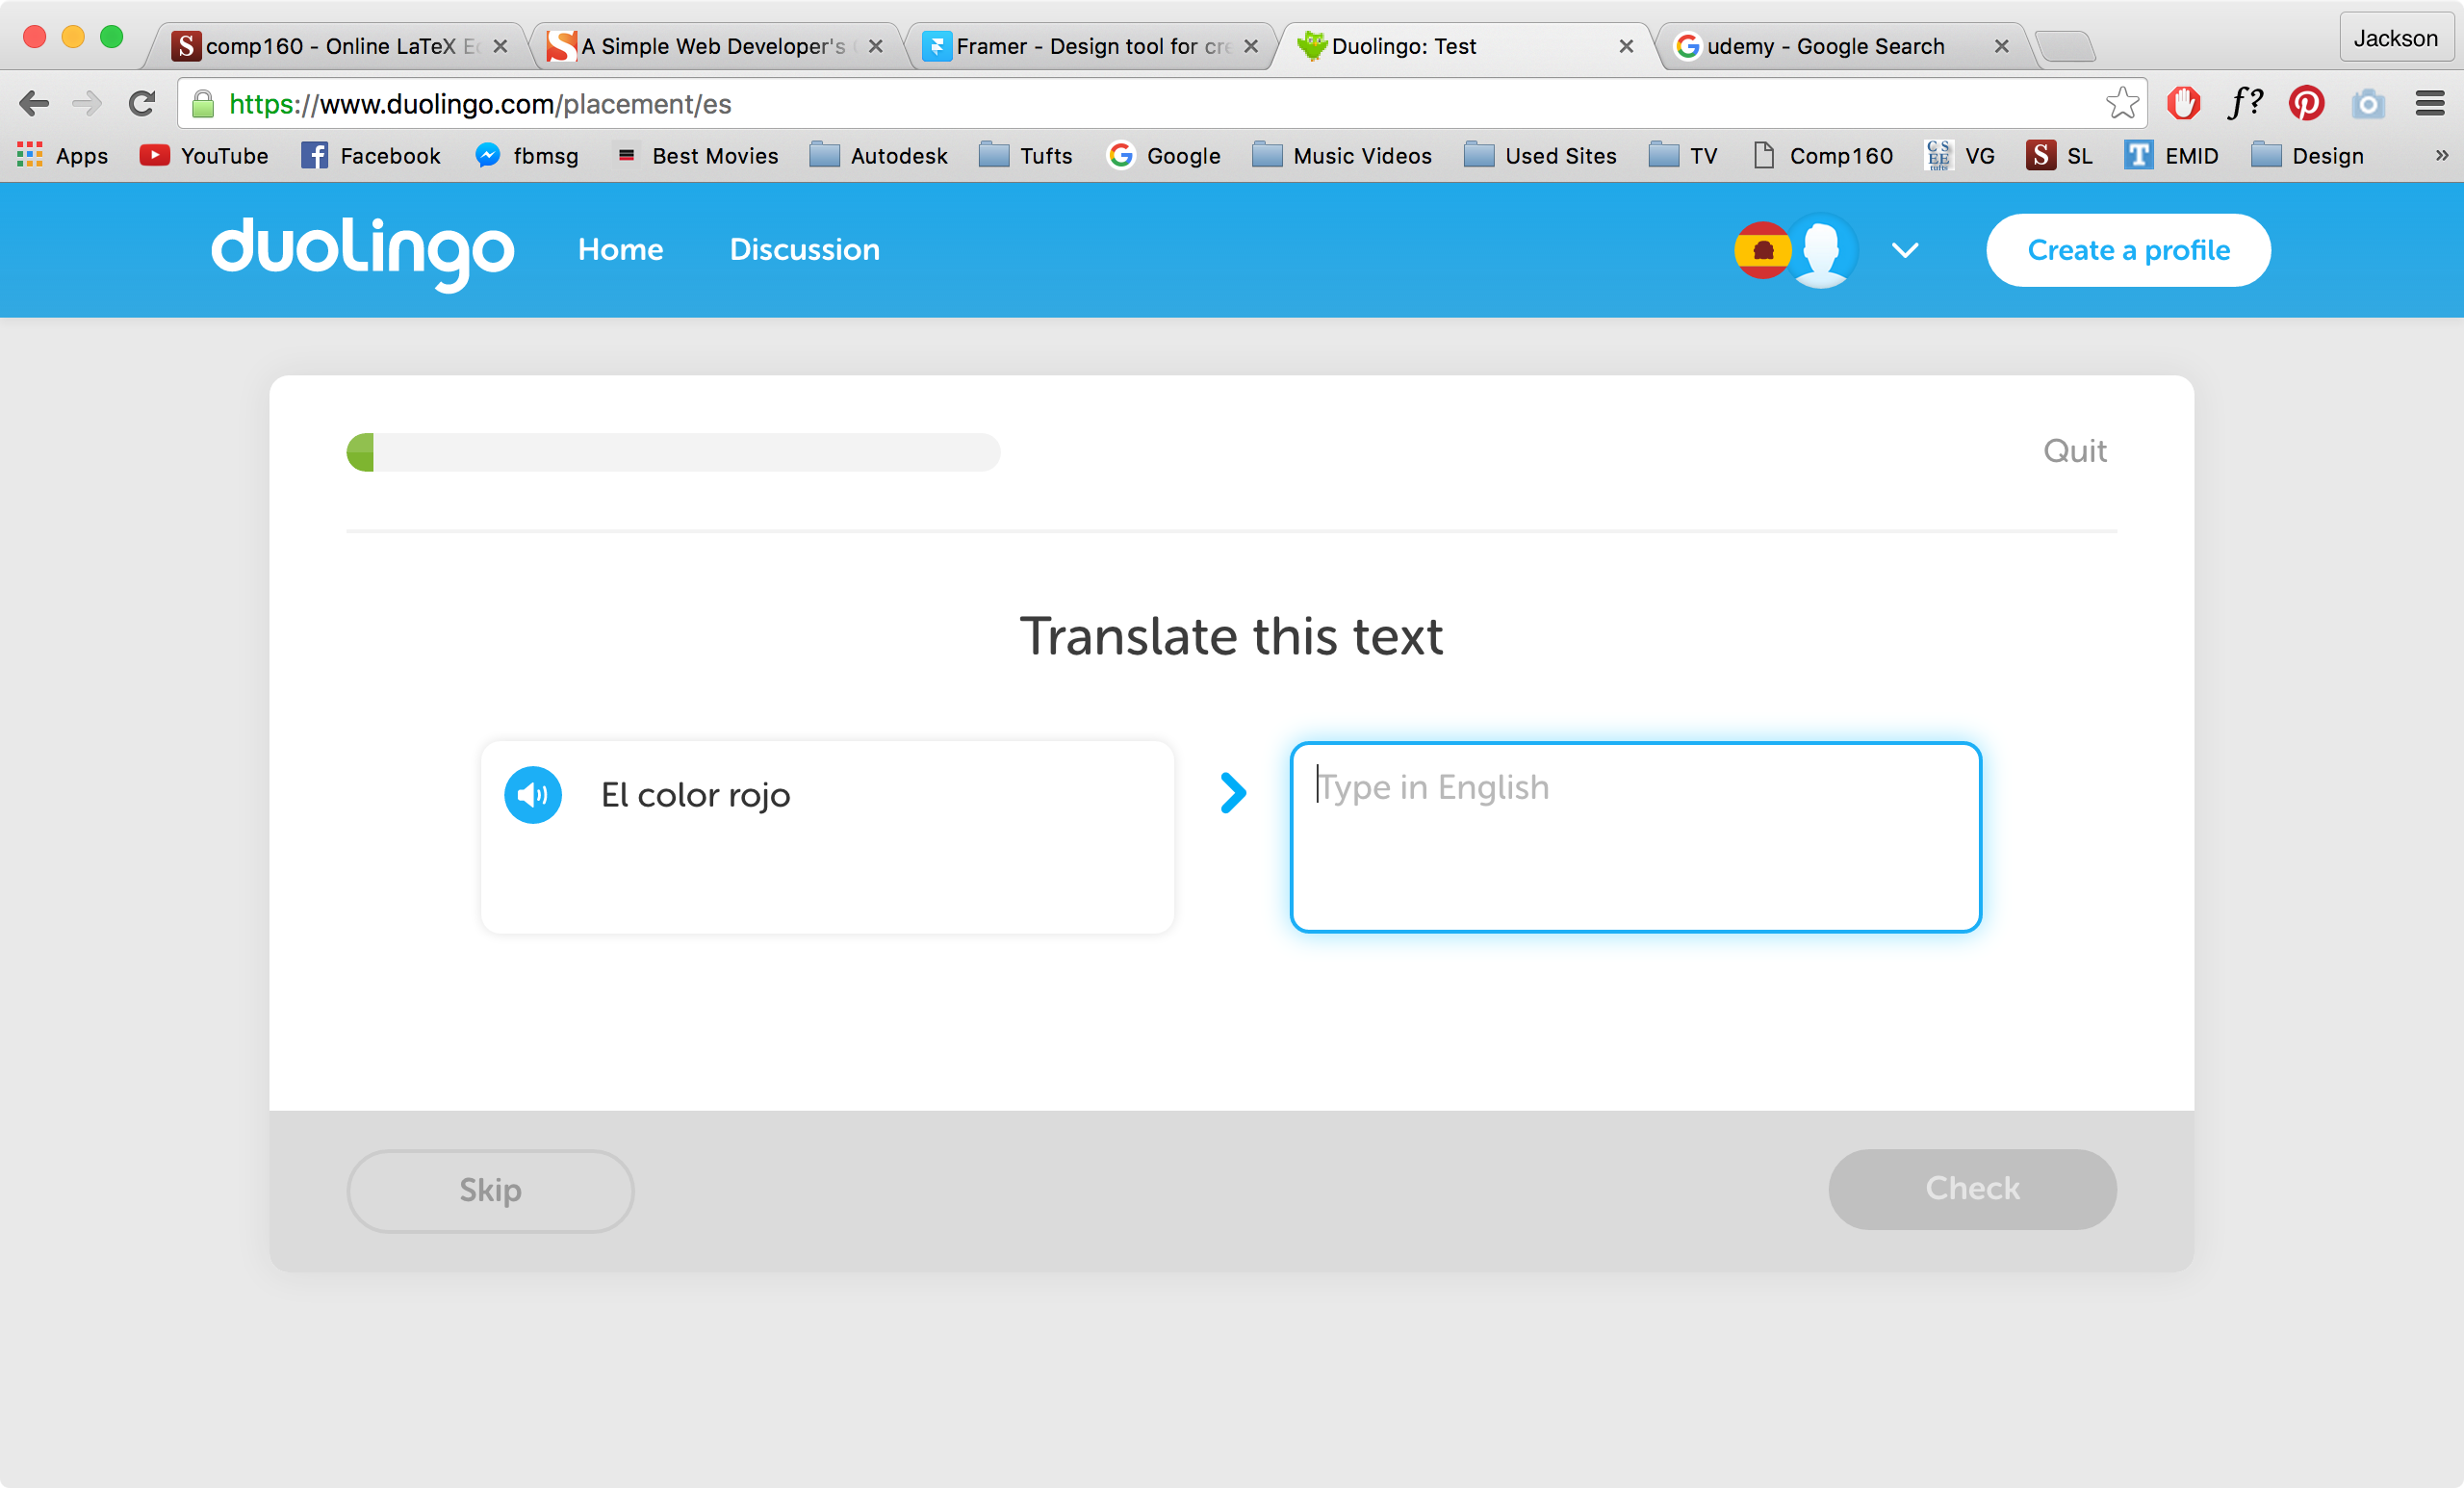 comp160 - Online LaTeX E
A Simple Web Developer's
Framer - Design tool for cre
Duolingo: Test
udemy - Google Search
Jackson
https://www.duolingo.com/placement/es
f?
Apps
YouTube
Facebook
fbmsg
Best Movies
Autodesk
Tufts
Google
Music Videos
Used Sites
TV
Comp160
VG
SL
EMID
Design
»
duolingo
Home
Discussion
Create a profile
Quit
Translate this text
El color rojo
Type in English
Skip
Check